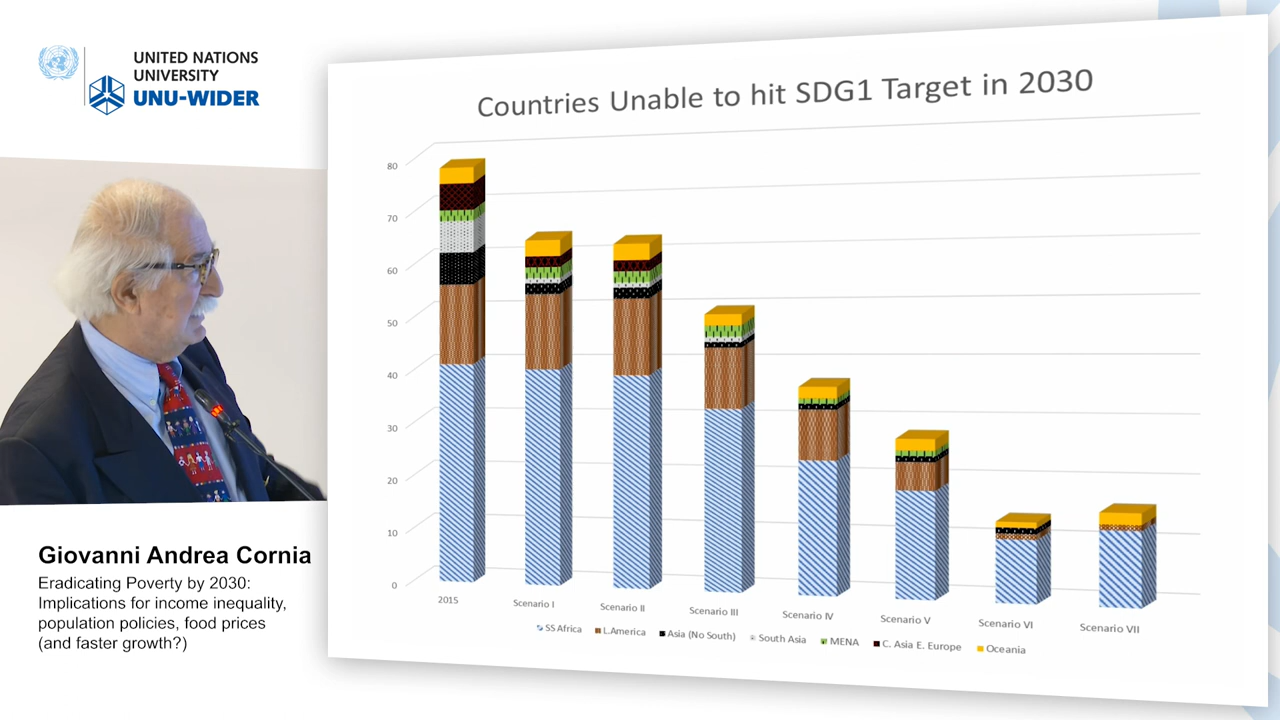 UNITED NATIONS
UNIVERSITY
UNU-WIDER
Countries Unable to hit SDG1 Target in 2030
80
70
60
50
40
30
20
10
0
2015
Scenario I
Scenario II
Scenario III
Scenario IV
Scenario V
Scenario VI
Scenario VII
SS Africa
L.America
Asia (No South)
South Asia
MENA
C. Asia E. Europe
Oceania
Giovanni Andrea Cornia
Eradicating Poverty by 2030:
Implications for income inequality,
population policies, food prices
(and faster growth?)